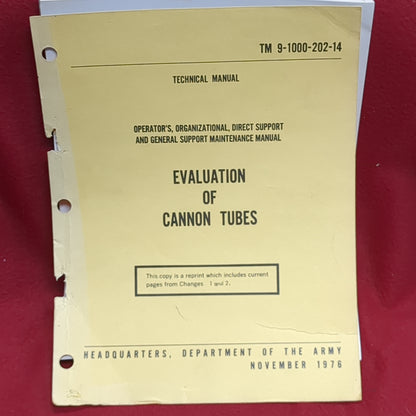 TM 9-1000-202-14
TECHNICAL MANUAL
OPERATOR'S, ORGANIZATIONAL, DIRECT SUPPORT
AND GENERAL SUPPORT MAINTENANCE MANUAL
EVALUATION
OF
CANNON TUBES
This copy is a reprint which includes current
pages from Changes 1 and 2.
HEADQUARTERS, DEPARTMENT OF THE ARMY
NOVEMBER 1976